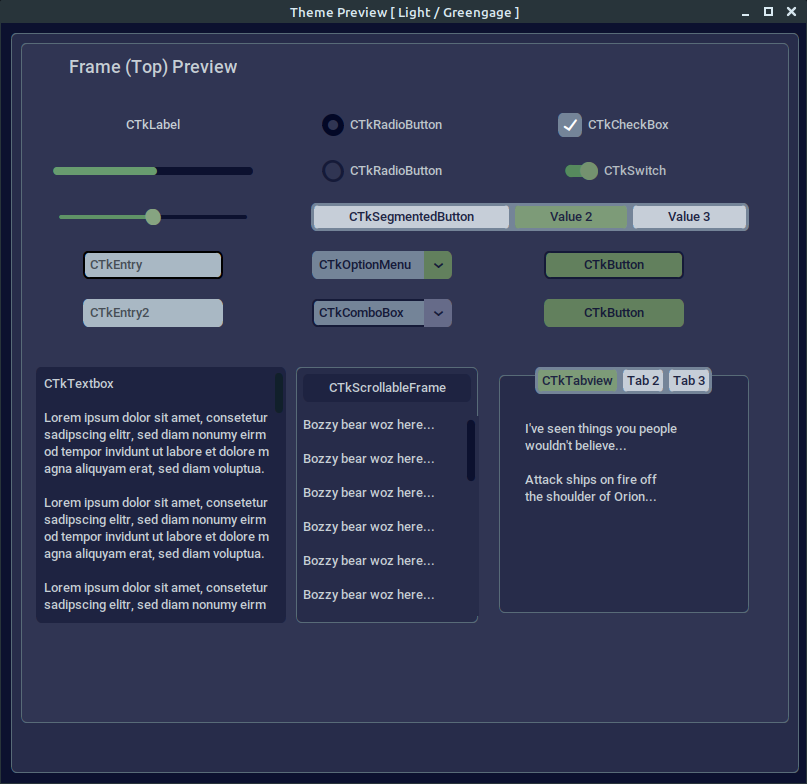 Theme Preview [ Light / Greengage ]
Frame (Top) Preview
CTkLabel
CTkRadioButton
CTkCheckBox
CTkRadioButton
CTkSwitch
CTkSegmentedButton
Value 2
Value 3
CTkEntry
CTkOptionMenu
CTkButton
CTkEntry2
CTkComboBox
CTkButton
CTkTextbox
Lorem ipsum dolor sit amet, consetetur
sadipscing elitr, sed diam nonumy eirm
od tempor invidunt ut labore et dolore m
agna aliquyam erat, sed diam voluptua.
Lorem ipsum dolor sit amet, consetetur
sadipscing elitr, sed diam nonumy eirm
od tempor invidunt ut labore et dolore m
agna aliquyam erat, sed diam voluptua.
Lorem ipsum dolor sit amet, consetetur
sadipscing elitr, sed diam nonumy eirm
CTkScrollableFrame
Bozzy bear woz here...
Bozzy bear woz here...
Bozzy bear woz here...
Bozzy bear woz here...
Bozzy bear woz here...
Bozzy bear woz here...
CTkTabview
Tab 2
Tab 3
I've seen things you people
wouldn't believe...
Attack ships on fire off
the shoulder of Orion...